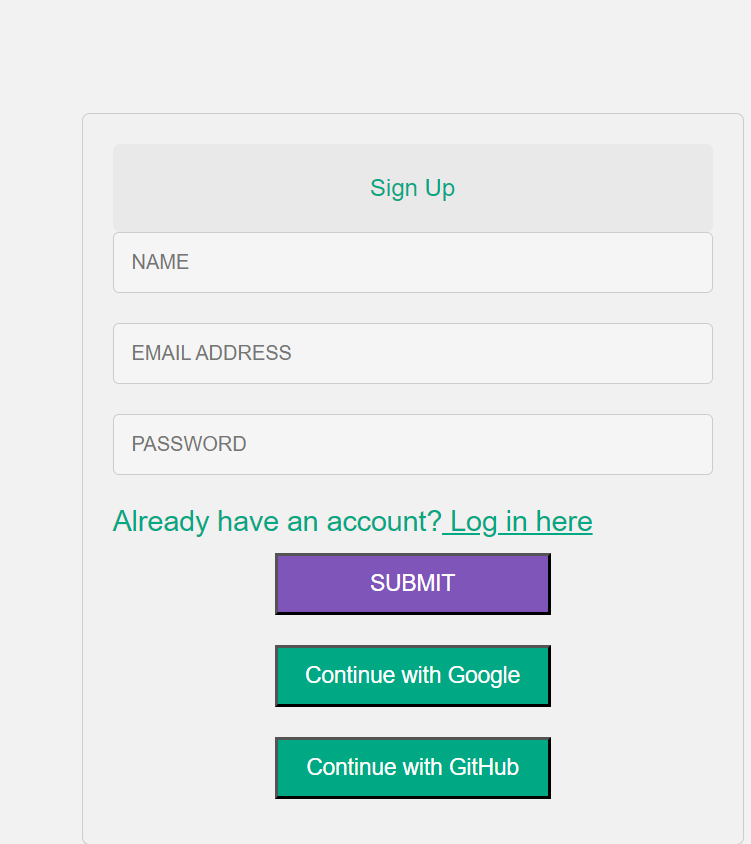 Sign Up
NAME
EMAIL ADDRESS
PASSWORD
Already have an account? Log in here
SUBMIT
Continue with Google
Continue with GitHub